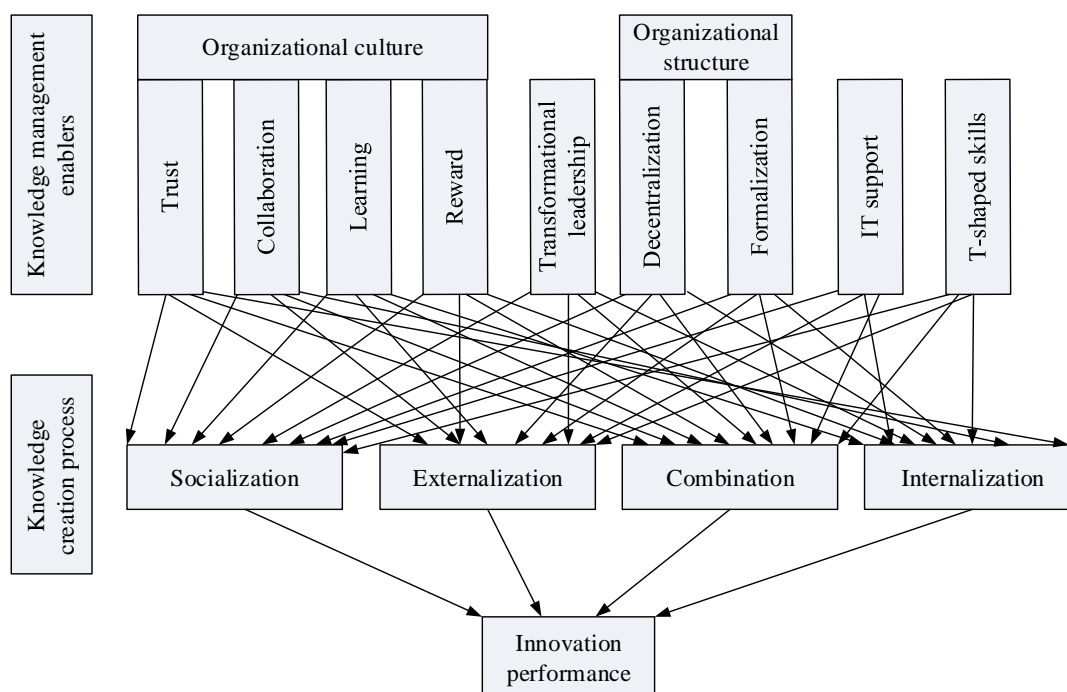 Knowledge management
enablers
Organizational culture
Organizational
structure
Trust
Collaboration
Learning
Reward
Transformational
leadership
Decentralization
Formalization
IT support
T-shaped skills
Knowledge
creation process
Socialization
Externalization
Combination
Internalization
Innovation
performance